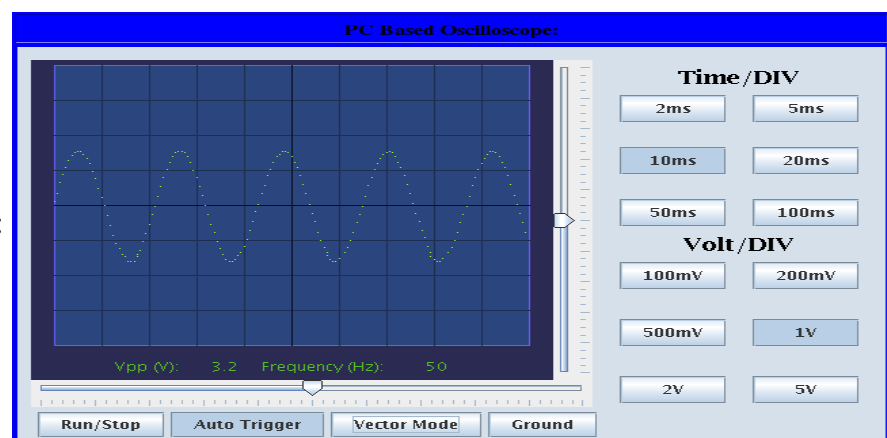 PC Based Oscilloscope:
Time/DIV
2ms 5ms
10ms 20ms
50ms 100ms
Volt/DIV
100mV 200mV
500mV 1V
2V 5V
Vpp (V): 3.2 Frequency (Hz): 50
Run/Stop Auto Trigger Vector Mode Ground